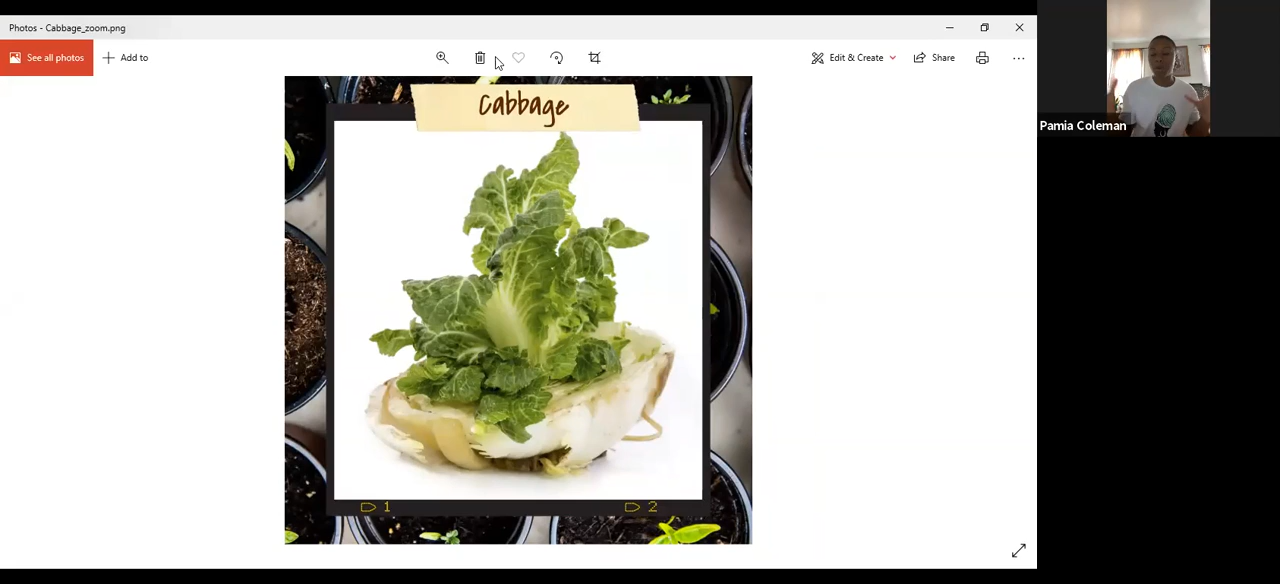 Photos - Cabbage_zoom.png
See all photos
Add to
Edit & Create
Share
Cabbage
1
2
Pamia Coleman